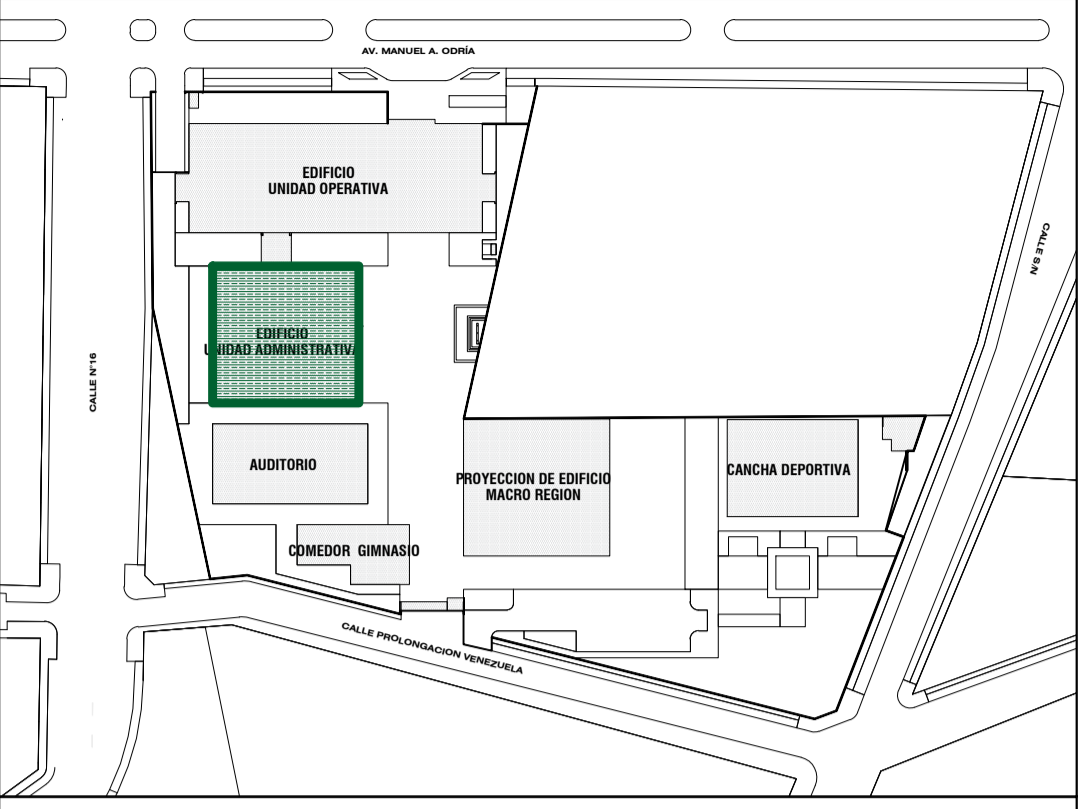 AV. MANUEL A. ODRÍA
EDIFICIO
UNIDAD OPERATIVA
CALLE S/N
EDIFICIO
UNIDAD ADMINISTRATIVA
CALLE N°16
AUDITORIO
PROYECCION DE EDIFICIO
MACRO REGION
CANCHA DEPORTIVA
COMEDOR GIMNASIO
CALLE PROLONGACION VENEZUELA